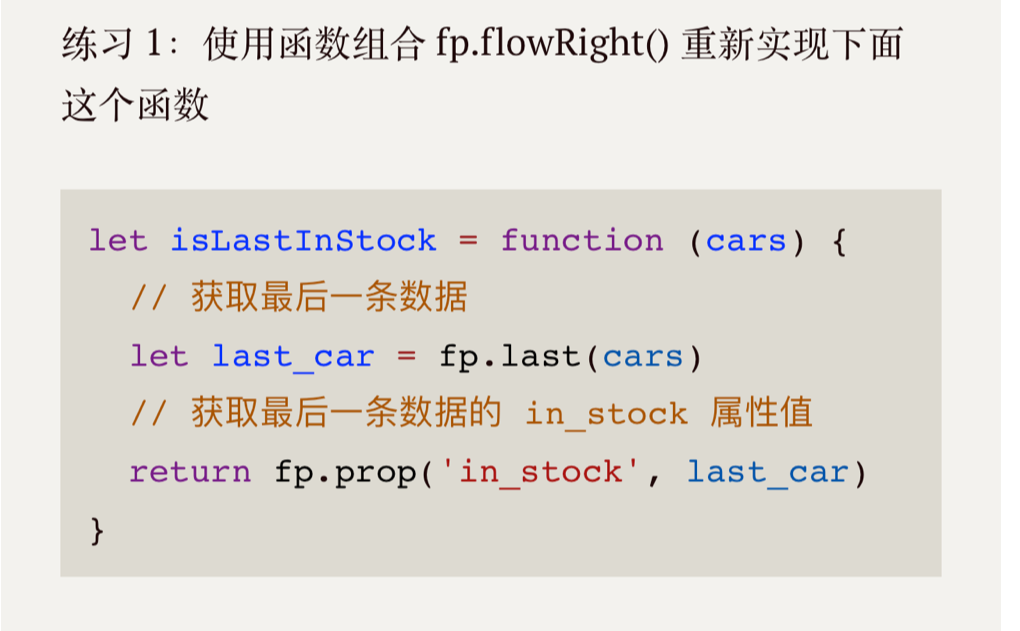 练习 1：使用函数组合 fp.flowRight() 重新实现下面
这个函数
let isLastInStock = function (cars) {
// 获取最后一条数据
let last_car = fp.last(cars)
// 获取最后一条数据的 in_stock 属性值
return fp.prop('in_stock', last_car)
}